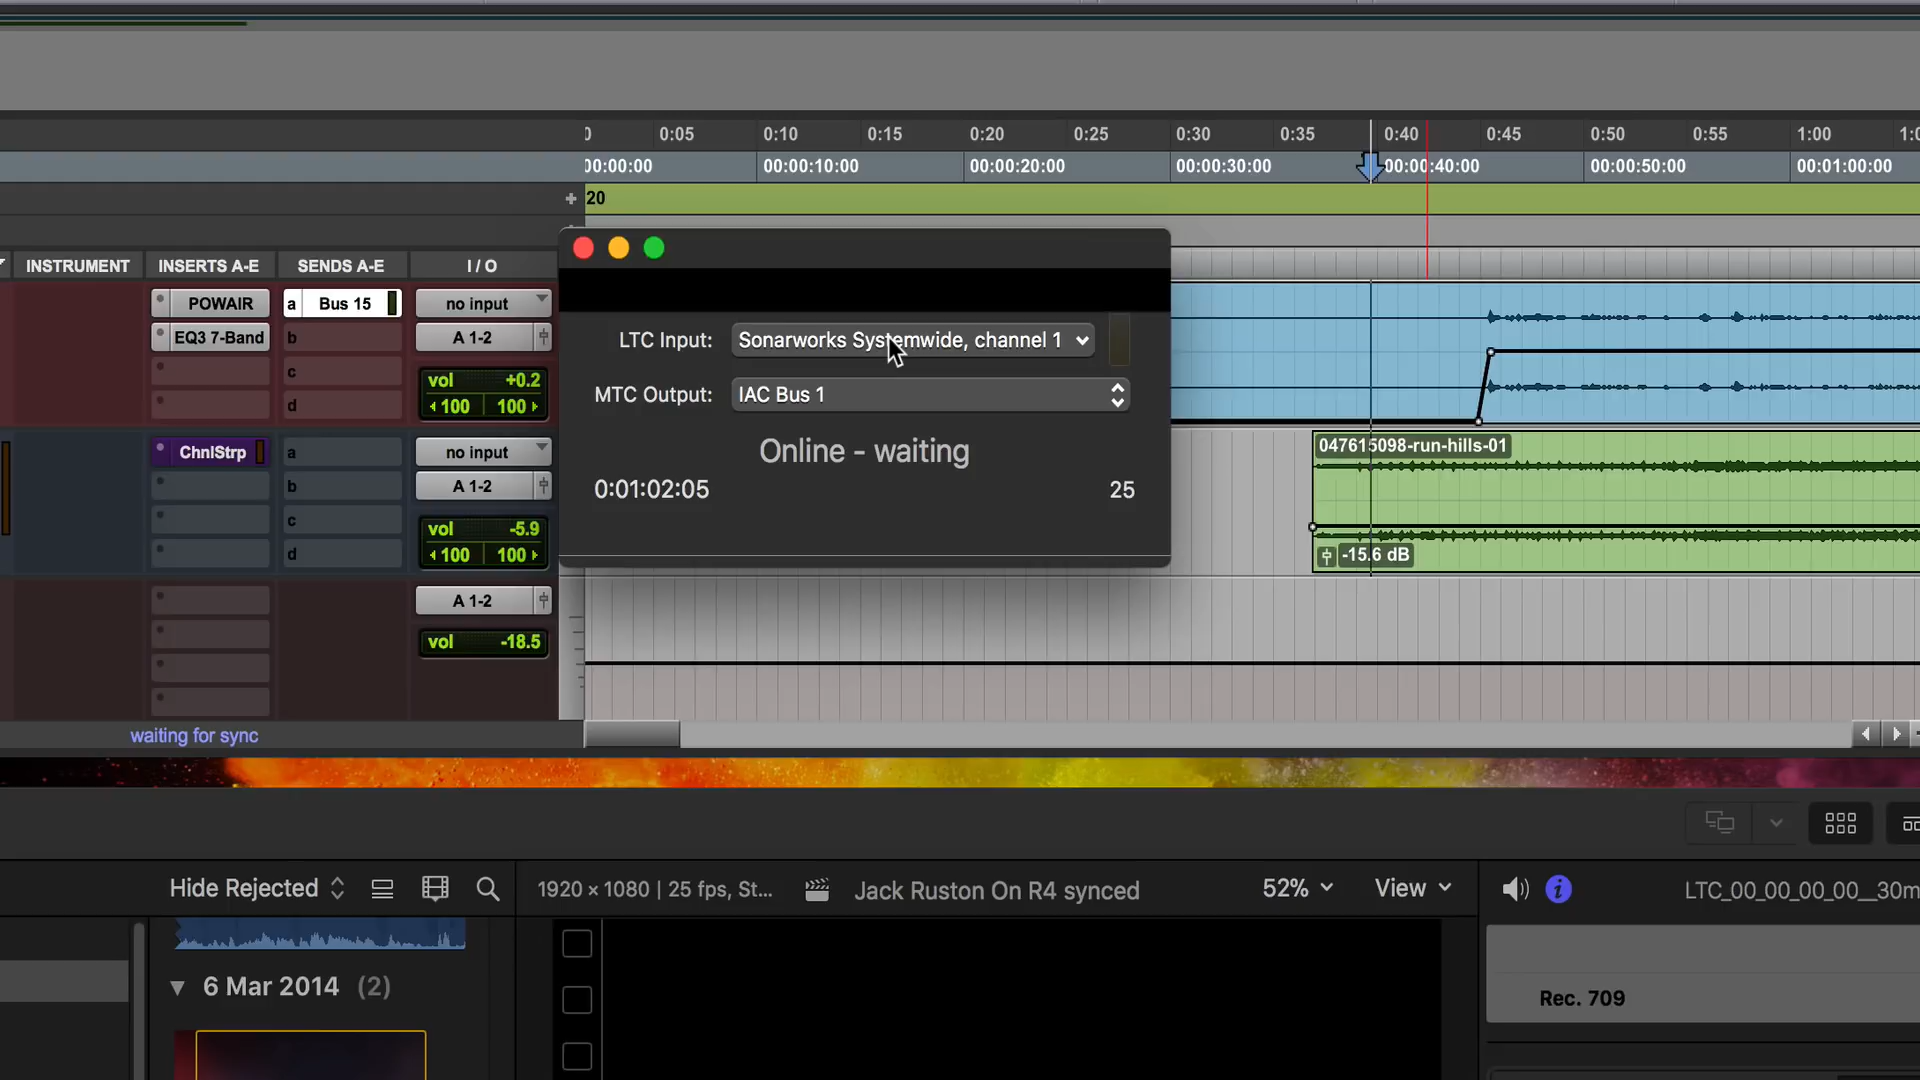 0 0:05 0:10 0:15 0:20 0:25 0:30 0:35 0:40 0:45 0:50 0:55 1:00
00:00:00 00:00:10:00 00:00:20:00 00:00:30:00 00:00:40:00 00:00:50:00 00:01:00:00
+ 20
INSTRUMENT INSERTS A-E SENDS A-E I / O
POWAIR a Bus 15 no input
EQ3 7-Band b A 1-2
c
vol +0.2
d 100 100
LTC Input: Sonarworks Systemwide, channel 1
MTC Output: IAC Bus 1
Online - waiting
0:01:02:05 25
047615098-run-hills-01
-15.6 dB
ChnlStrp a no input
b A 1-2
c
vol -5.9
d 100 100
A 1-2
vol -18.5
waiting for sync
Hide Rejected 1920 × 1080 | 25 fps, St... Jack Ruston On R4 synced 52% View LTC_00_00_00_00__30m
6 Mar 2014 (2)
Rec. 709